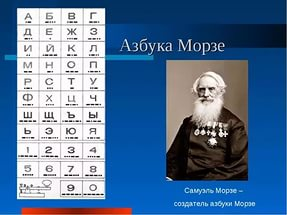 Азбука Морзе
А Б В Г
Д Е Ж З
И Й К Л
М Н О П
Р С Т У
Ф Х Ц Ч
Ш Щ Ъ Ы
Ь Э Ю Я
1 2 3 4
5 6 7 8
9 0
Самуэль Морзе –
создатель азбуки Морзе